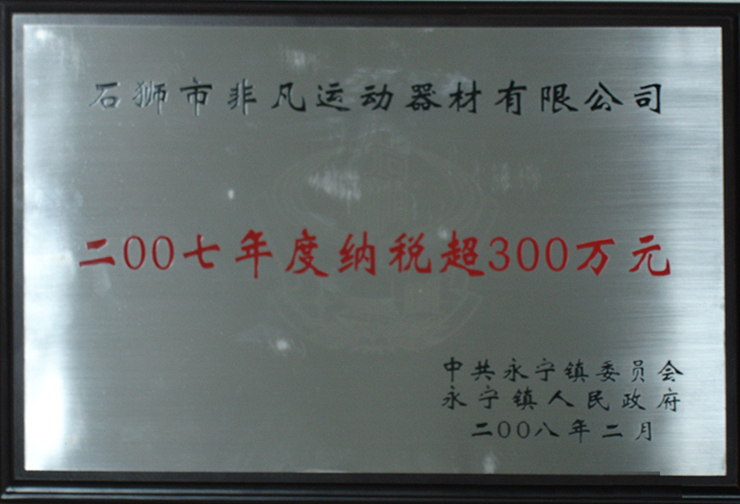 石狮市非凡运动器材有限公司
二00七年度纳税超300万元
中共永宁镇委员会
永宁镇人民政府
二00八年二月